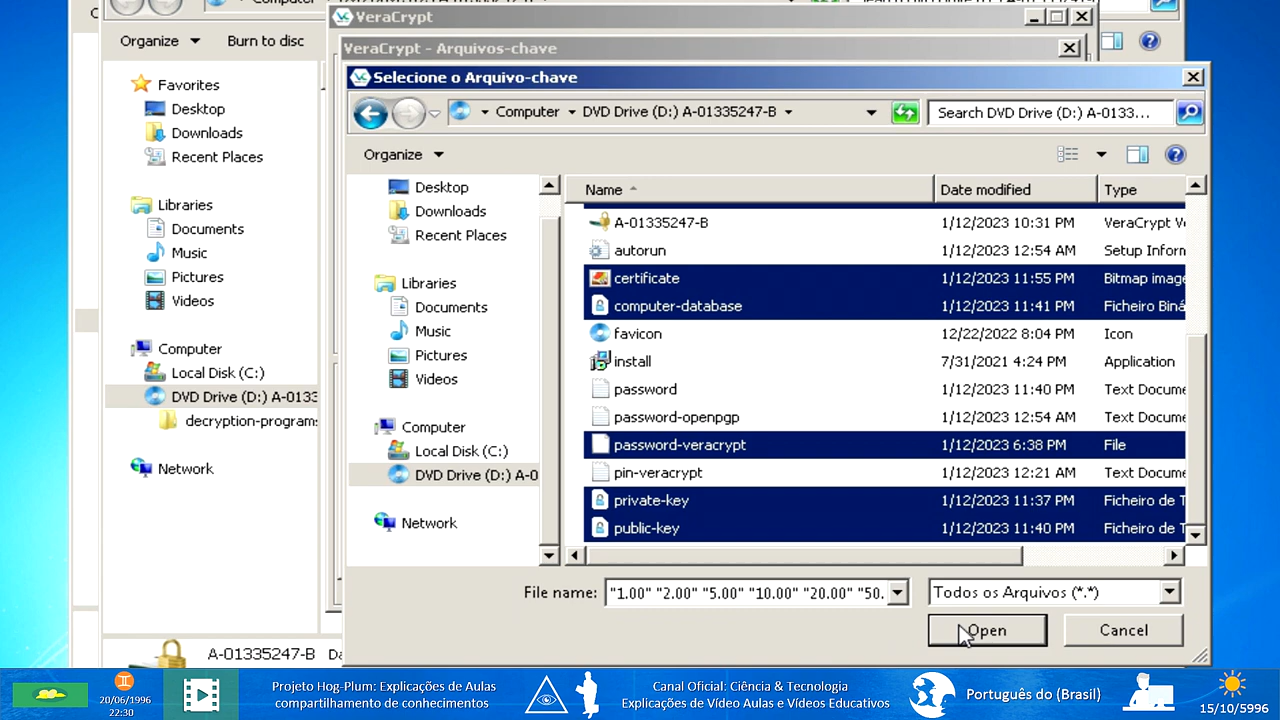 VeraCrypt
Organize
Burn to disc
VeraCrypt - Arquivos-chave
Selecione o Arquivo-chave
Computer
DVD Drive (D:) A-01335247-B
Search DVD Drive (D:) A-0133...
Organize
Favorites
Desktop
Downloads
Recent Places
Libraries
Documents
Music
Pictures
Videos
Computer
Local Disk (C:)
DVD Drive (D:) A-0133
decryption-programs
Network
Desktop
Downloads
Recent Places
Libraries
Documents
Music
Pictures
Videos
Computer
Local Disk (C:)
DVD Drive (D:) A-0
Network
Name Date modified Type
A-01335247-B 1/12/2023 10:31 PM VeraCrypt V
autorun 1/12/2023 12:54 AM Setup Inform
certificate 1/12/2023 11:55 PM Bitmap image
computer-database 1/12/2023 11:41 PM Ficheiro Biná
favicon 12/22/2022 8:04 PM Icon
install 7/31/2021 4:24 PM Application
password 1/12/2023 11:40 PM Text Docume
password-openpgp 1/12/2023 12:54 AM Text Docume
password-veracrypt 1/12/2023 6:38 PM File
pin-veracrypt 1/12/2023 12:21 AM Text Docume
private-key 1/12/2023 11:37 PM Ficheiro de T
public-key 1/12/2023 11:40 PM Ficheiro de T
File name: "1.00" "2.00" "5.00" "10.00" "20.00" "50.
Todos os Arquivos (*.*)
Open
Cancel
A-01335247-B Da
20/06/1996
22:30
Projeto Hog-Plum: Explicações de Aulas
compartilhamento de conhecimentos
Canal Oficial: Ciência & Tecnologia
Explicações de Vídeo Aulas e Vídeos Educativos
Português do (Brasil)
15/10/5996